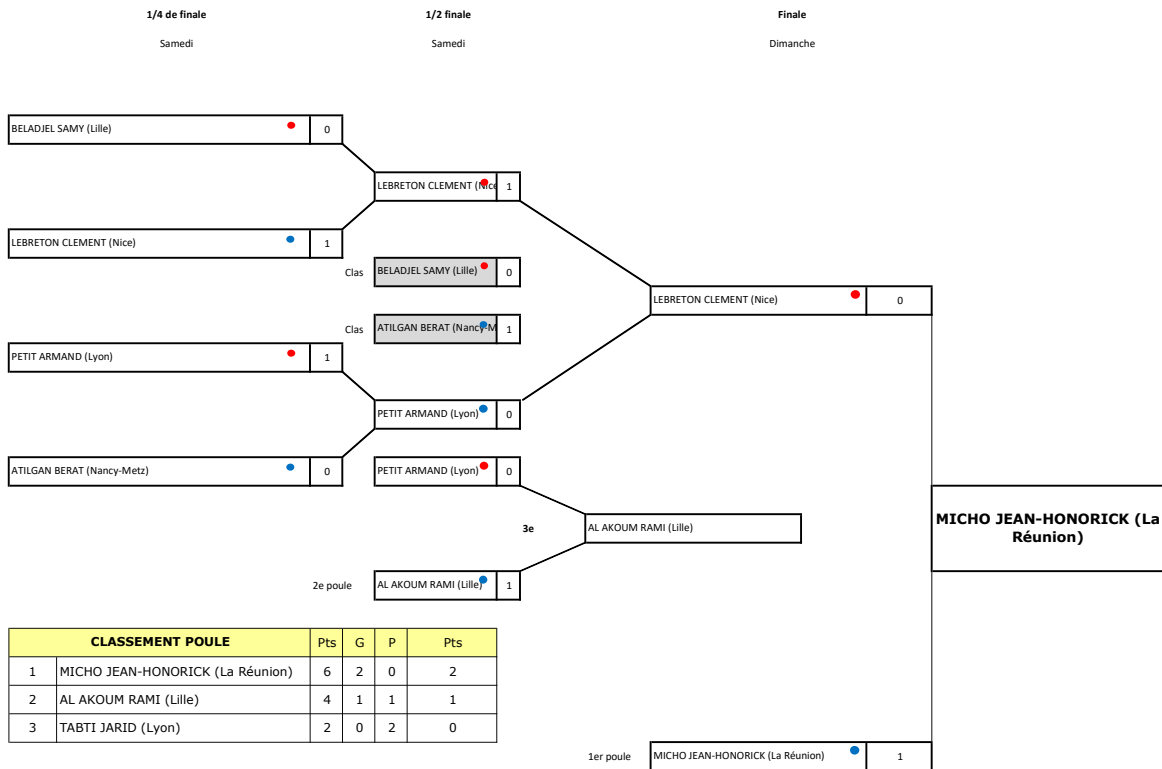 1/4 de finale 1/2 finale Finale
Samedi Samedi Dimanche
BELADJEL SAMY (Lille) 0
LEBRETON CLEMENT (Nice 1
LEBRETON CLEMENT (Nice) 1
Clas BELADJEL SAMY (Lille) 0
LEBRETON CLEMENT (Nice) 0
Clas ATILGAN BERAT (Nancy-M 1
PETIT ARMAND (Lyon) 1
PETIT ARMAND (Lyon) 0
ATILGAN BERAT (Nancy-Metz) 0
PETIT ARMAND (Lyon) 0
3e AL AKOUM RAMI (Lille)
MICHO JEAN-HONORICK (La
Réunion)
2e poule AL AKOUM RAMI (Lille) 1
CLASSEMENT POULE Pts G P Pts
1 MICHO JEAN-HONORICK (La Réunion) 6 2 0 2
2 AL AKOUM RAMI (Lille) 4 1 1 1
3 TABTI JARID (Lyon) 2 0 2 0
1er poule MICHO JEAN-HONORICK (La Réunion) 1